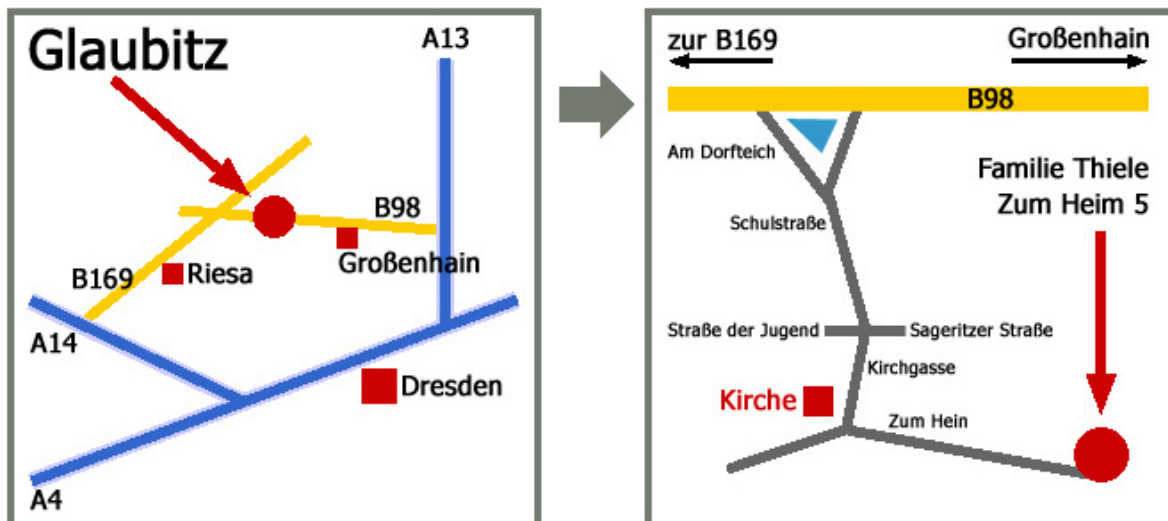 Glaubitz
A13
B98
Großenhain
B169
Riesa
A14
Dresden
A4
zur B169
Großenhain
B98
Am Dorfteich
Familie Thiele
Zum Heim 5
Schulstraße
Straße der Jugend
Sageritzer Straße
Kirchgasse
Kirche
Zum Hein